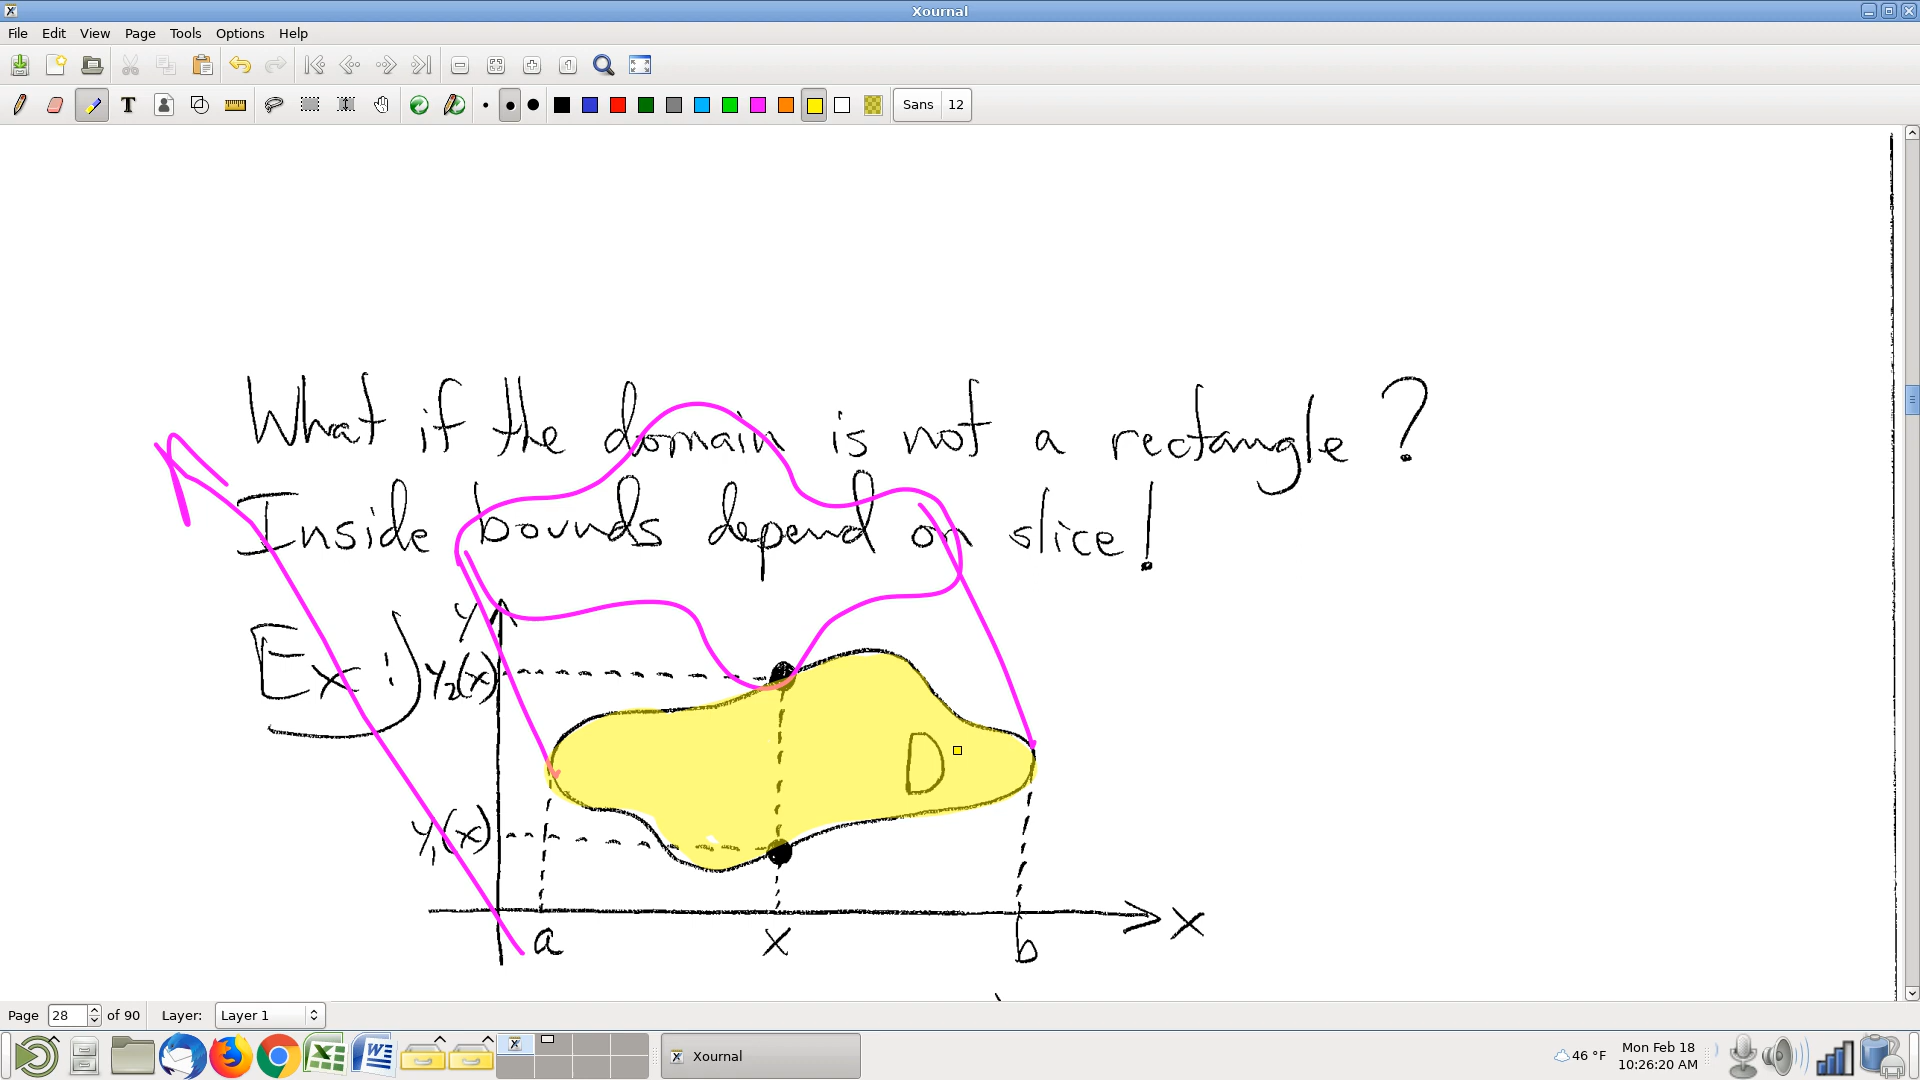 Xournal
File Edit View Page Tools Options Help
Sans 12
What if the domain is not a rectangle?
Inside bounds depend on slice!
Ex:)
y
y₂(x)
D
y₁(x)
x
a x b
Page 28 of 90 Layer: Layer 1
Xournal
46 °F
Mon Feb 18
10:26:20 AM